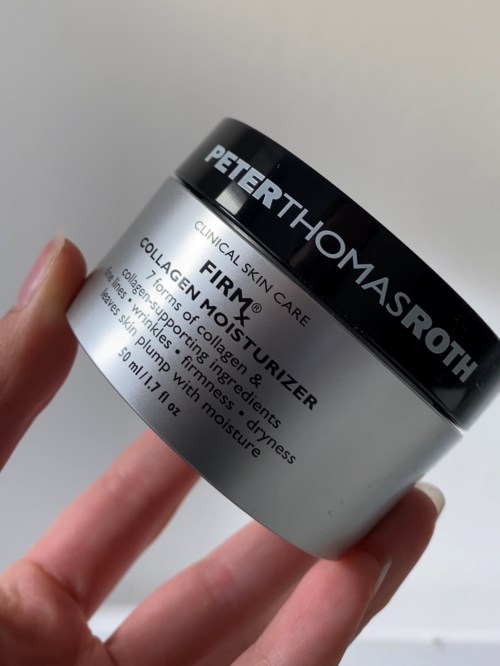 PETERTHOMASROTH
CLINICAL SKIN CARE
FIRMx®
COLLAGEN MOISTURIZER
7 forms of collagen &
collagen-supporting ingredients
fine lines • wrinkles • firmness • dryness
leaves skin plump with moisture
50 ml/1.7 fl oz